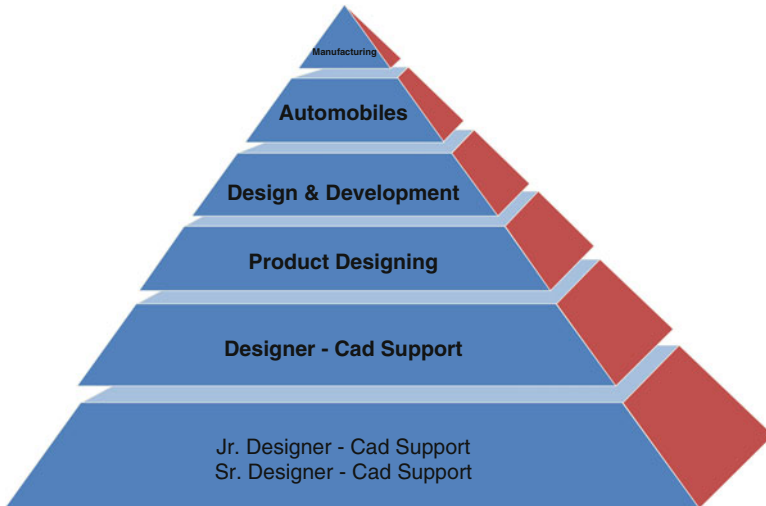 Manufacturing
Automobiles
Design & Development
Product Designing
Designer - Cad Support
Jr. Designer - Cad Support
Sr. Designer - Cad Support